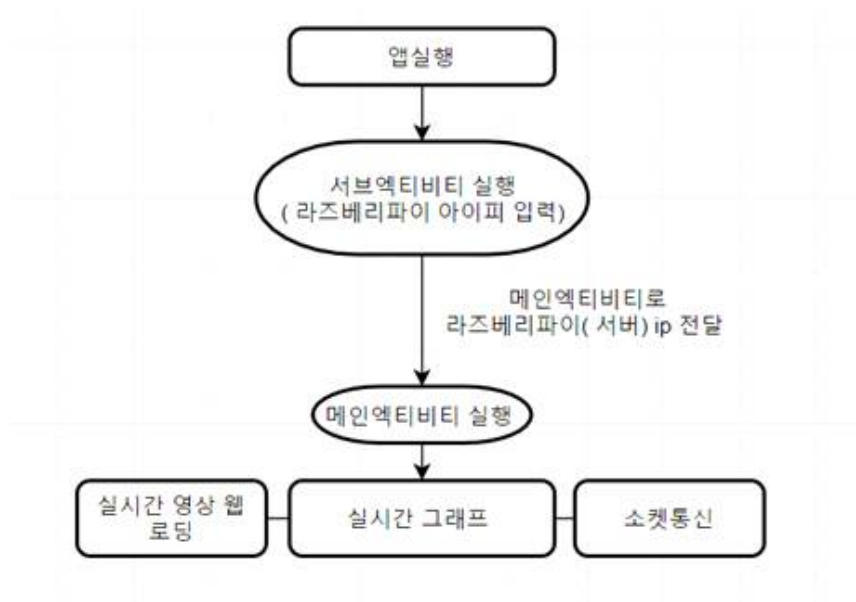 앱실행
서브엑티비티 실행
( 라즈베리파이 아이피 입력)
메인엑티비티로
라즈베리파이( 서버) ip 전달
메인엑티비티 실행
실시간 영상 웹
로딩
실시간 그래프
소켓통신